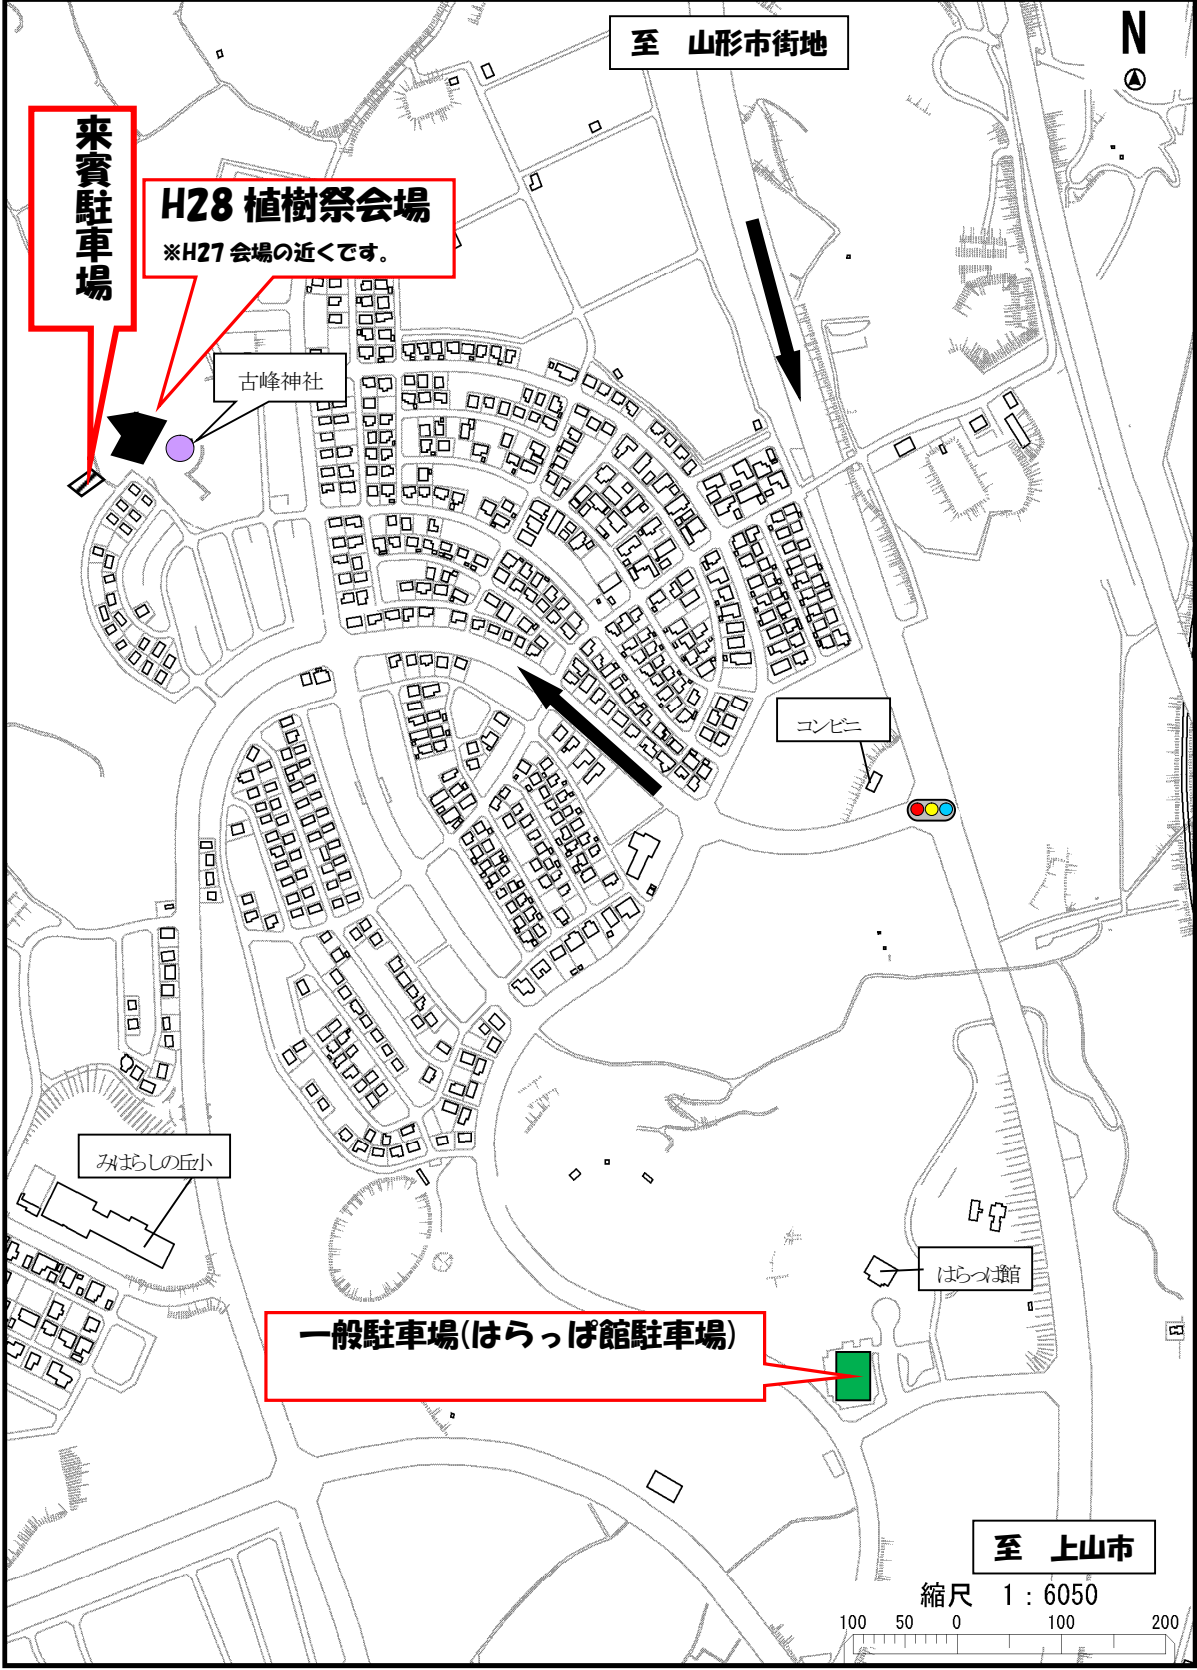 至 山形市街地
N
来賓駐車場
H28 植樹祭会場
※H27 会場の近くです。
古峰神社
コンビニ
みはらしの丘小
はらっぱ館
一般駐車場(はらっぱ館駐車場)
至 上山市
縮尺 1：6050
100 50 0 100 200